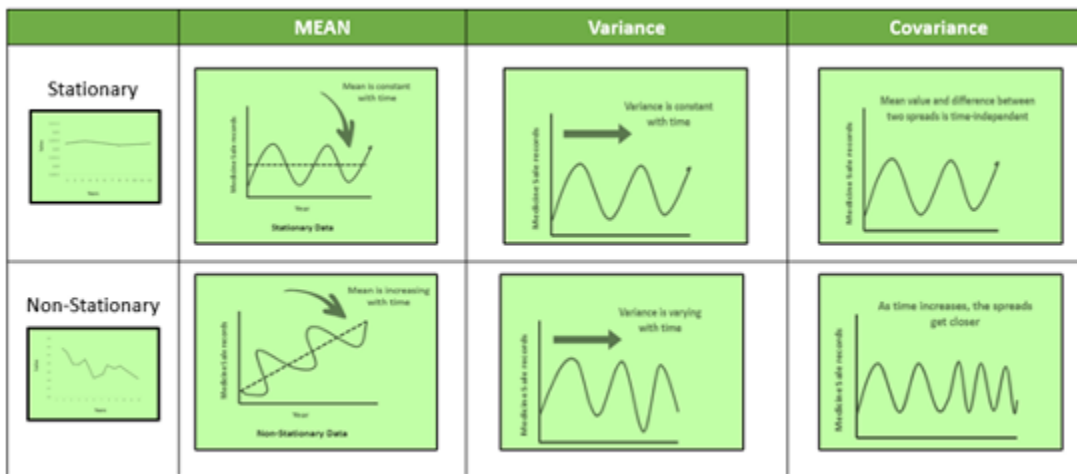 MEAN
Variance
Covariance
Stationary
Mean is constant
with time
Medicine Sale records
Year
Stationary Data
Variance is constant
with time
Medicine Sale records
Mean value and difference between
two spreads is time-independent
Medicine Sale records
Non-Stationary
Mean is increasing
with time
Medicine Sale records
Year
Non-Stationary Data
Variance is varying
with time
Medicine Sale records
As time increases, the spreads
get closer
Medicine Sale records